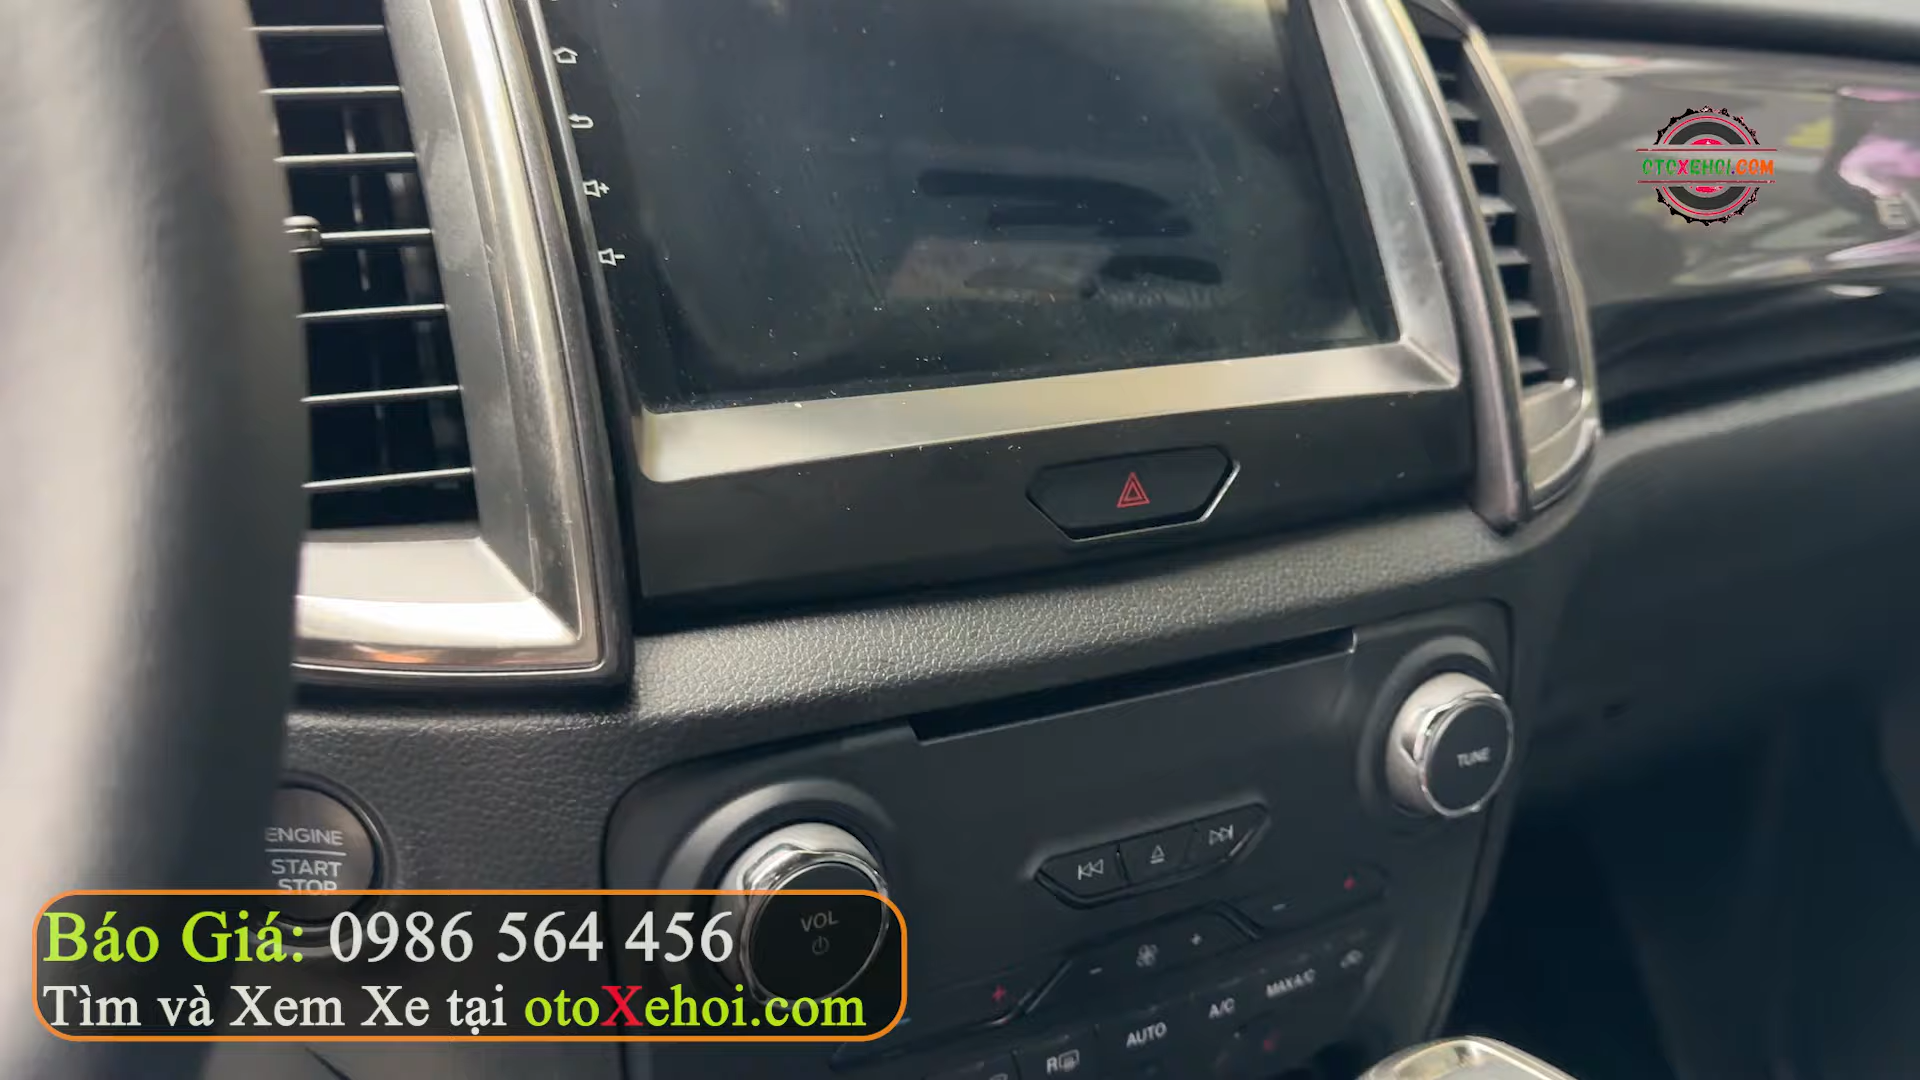 OTOXEHOI.COM
TUNE
ENGINE
START
STOP
VOL
MAX A/C
A/C
AUTO
R
Báo Giá: 0986 564 456
Tìm và Xem Xe tại otoXehoi.com